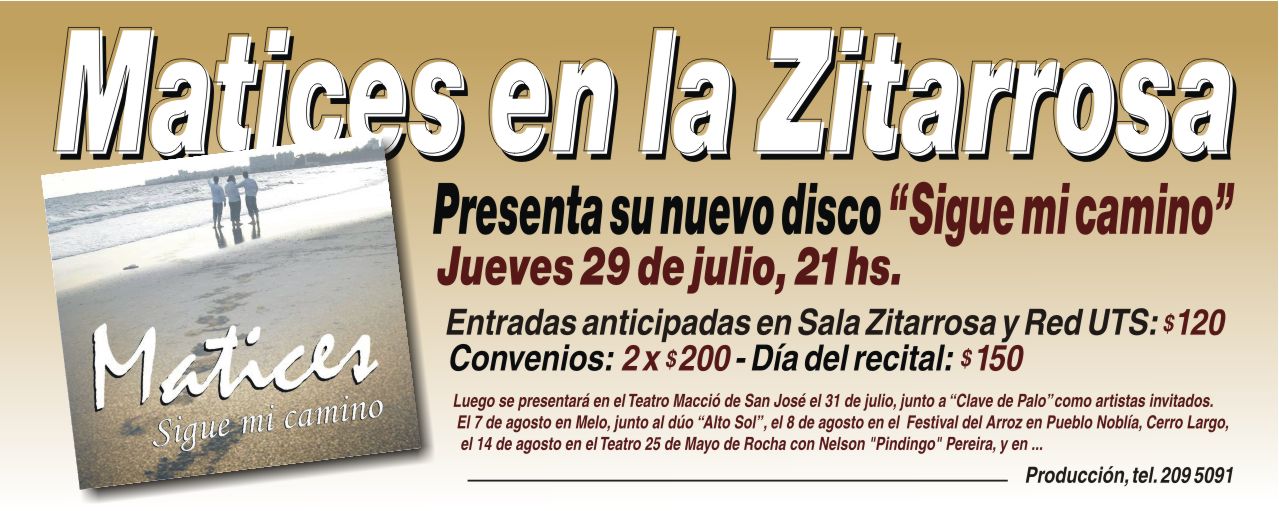 Matices en la Zitarrosa
Presenta su nuevo disco “Sigue mi camino”
Jueves 29 de julio, 21 hs.
Entradas anticipadas en Sala Zitarrosa y Red UTS: $120
Convenios: 2 x $200 - Día del recital: $150
Luego se presentará en el Teatro Macció de San José el 31 de julio, junto a “Clave de Palo” como artistas invitados.
El 7 de agosto en Melo, junto al dúo “Alto Sol”, el 8 de agosto en el Festival del Arroz en Pueblo Noblía, Cerro Largo,
el 14 de agosto en el Teatro 25 de Mayo de Rocha con Nelson "Pindingo" Pereira, y en ...
Producción, tel. 209 5091
Matices
Sigue mi camino